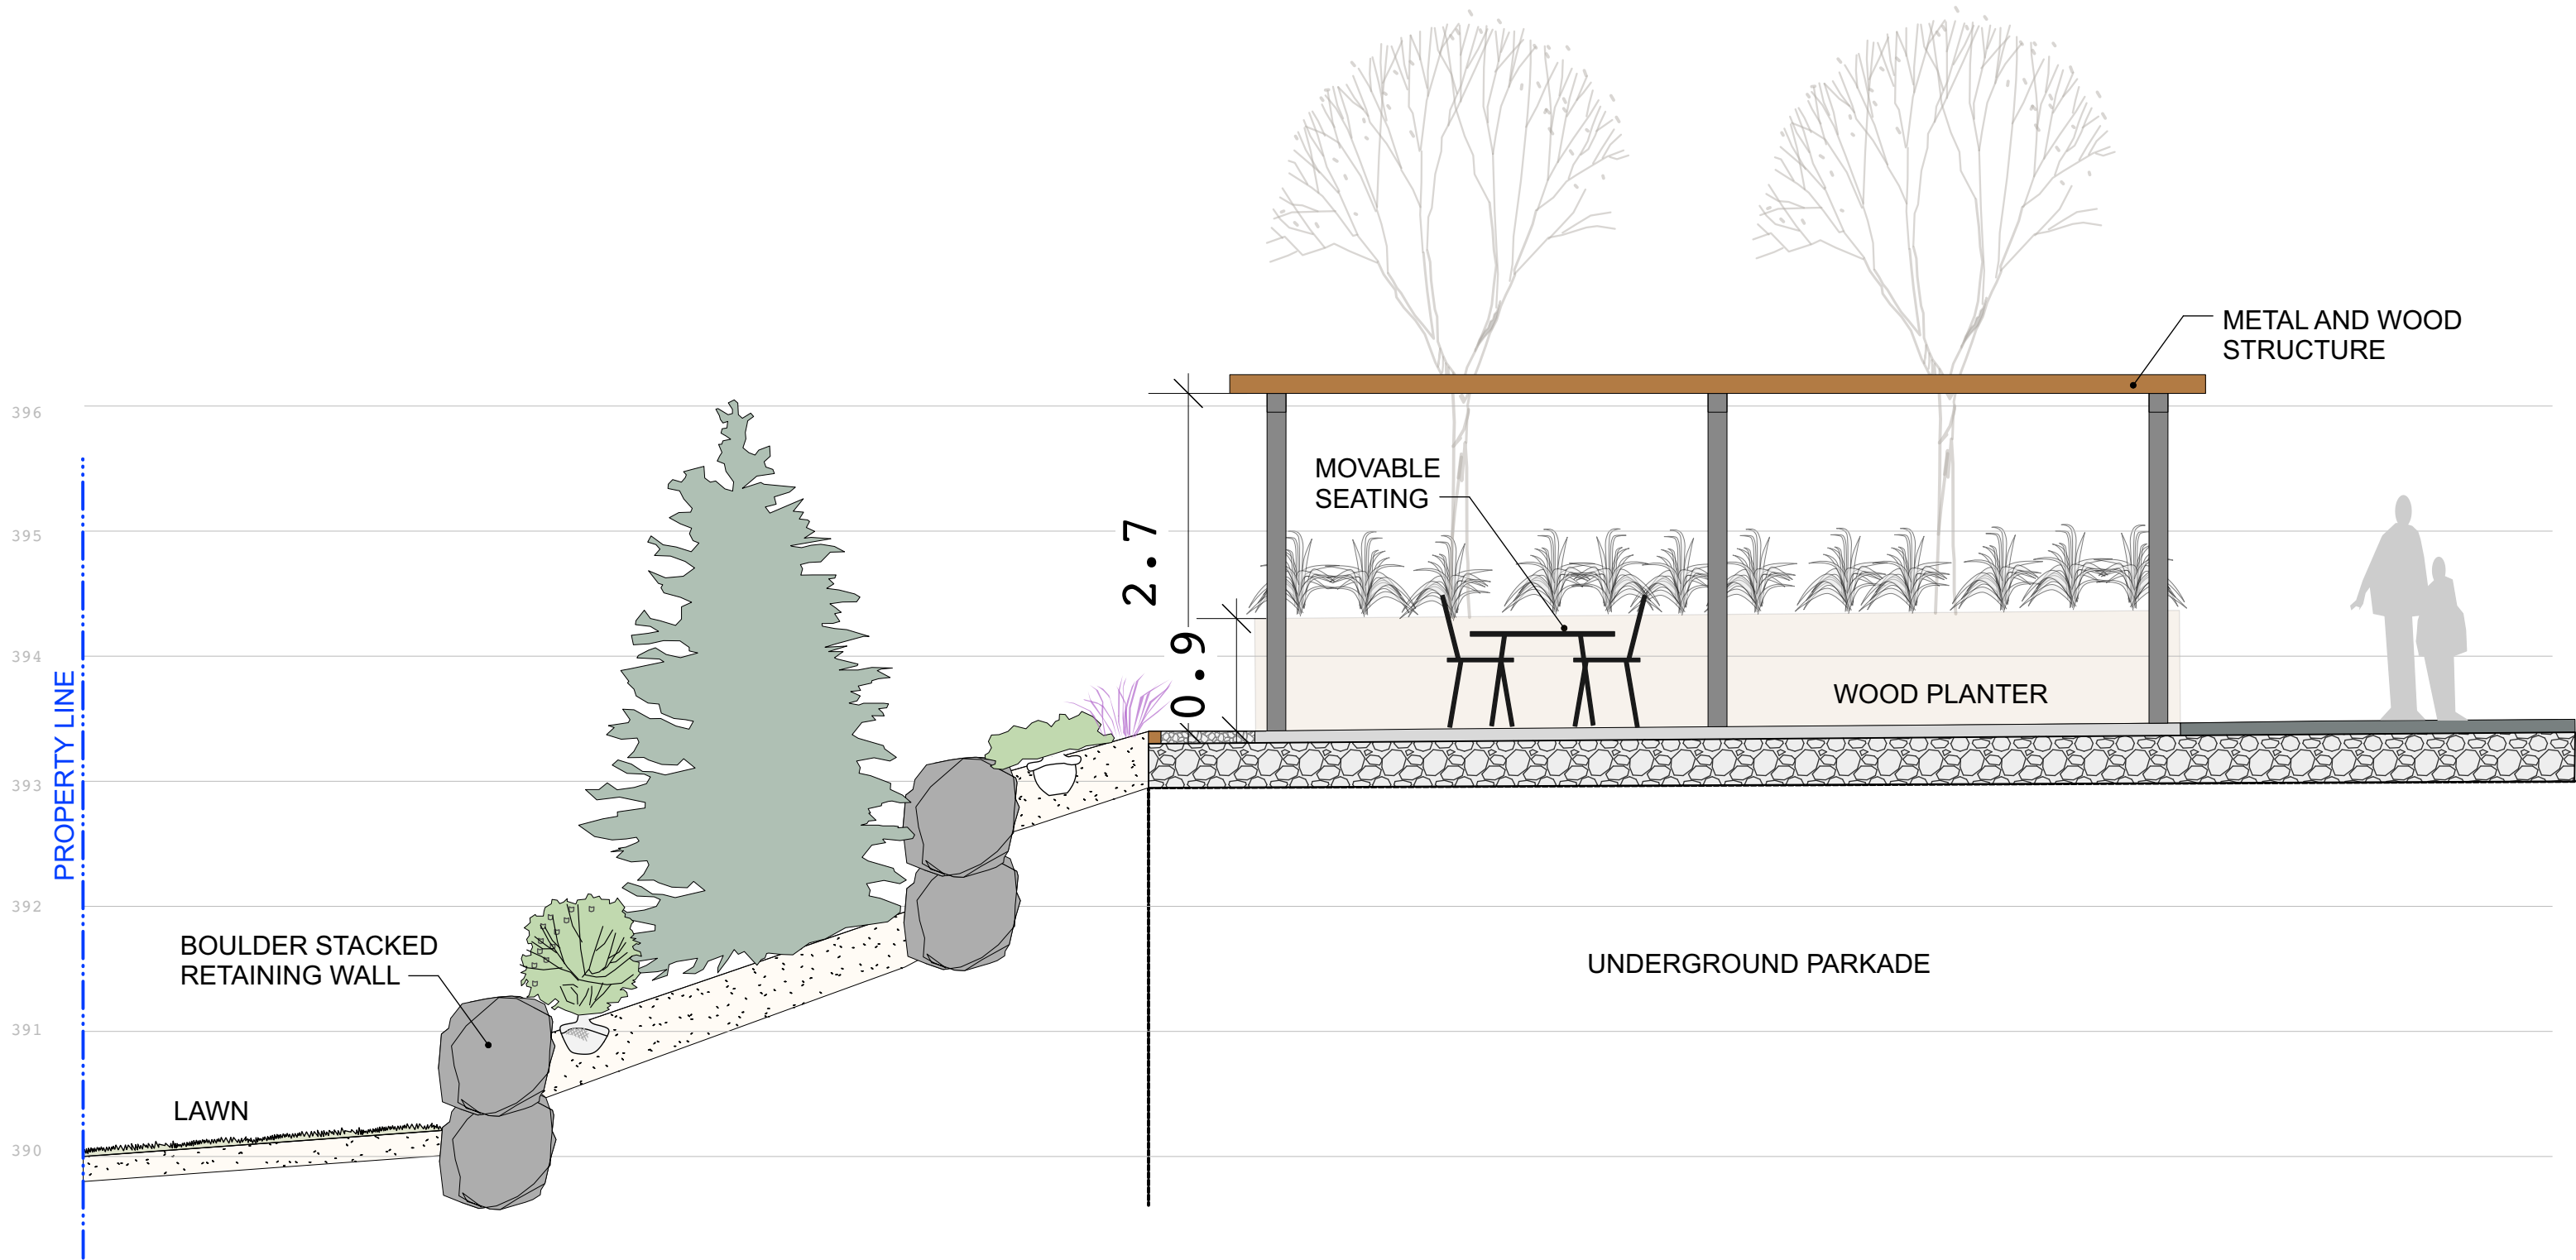 METAL AND WOOD
STRUCTURE
396
MOVABLE
SEATING
395
2.7
394
0.9
PROPERTY LINE
WOOD PLANTER
393
392
BOULDER STACKED
RETAINING WALL
UNDERGROUND PARKADE
391
LAWN
390